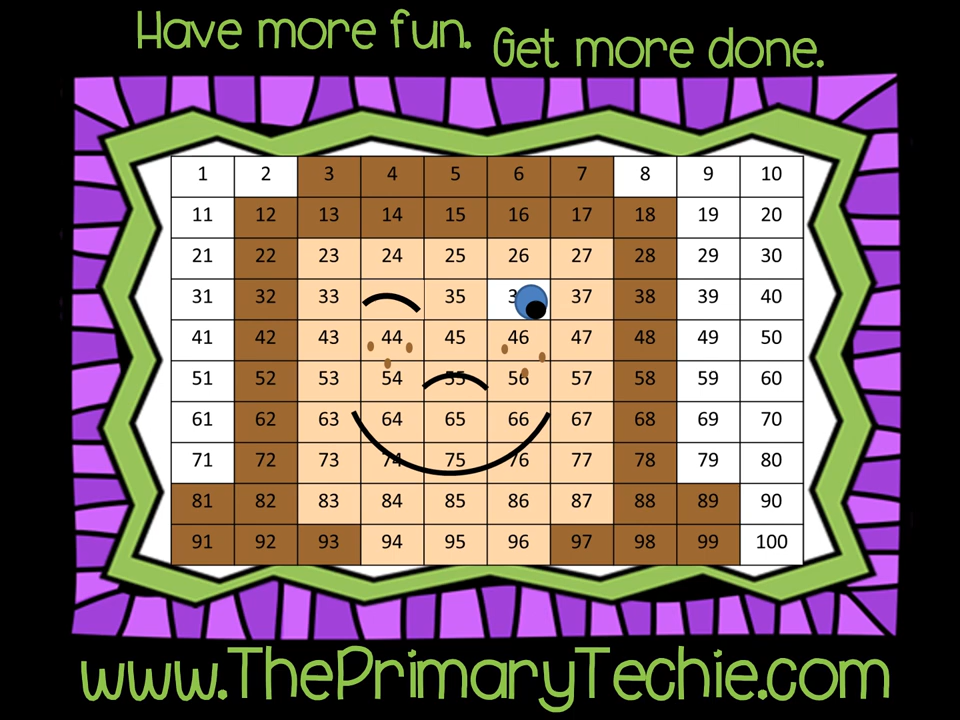 Have more fun. Get more done.
1 2 3 4 5 6 7 8 9 10
11 12 13 14 15 16 17 18 19 20
21 22 23 24 25 26 27 28 29 30
31 32 33 35 37 38 39 40
41 42 43 44 45 46 47 48 49 50
51 52 53 54 55 56 57 58 59 60
61 62 63 64 65 66 67 68 69 70
71 72 73 74 75 76 77 78 79 80
81 82 83 84 85 86 87 88 89 90
91 92 93 94 95 96 97 98 99 100
www.ThePrimaryTechie.com